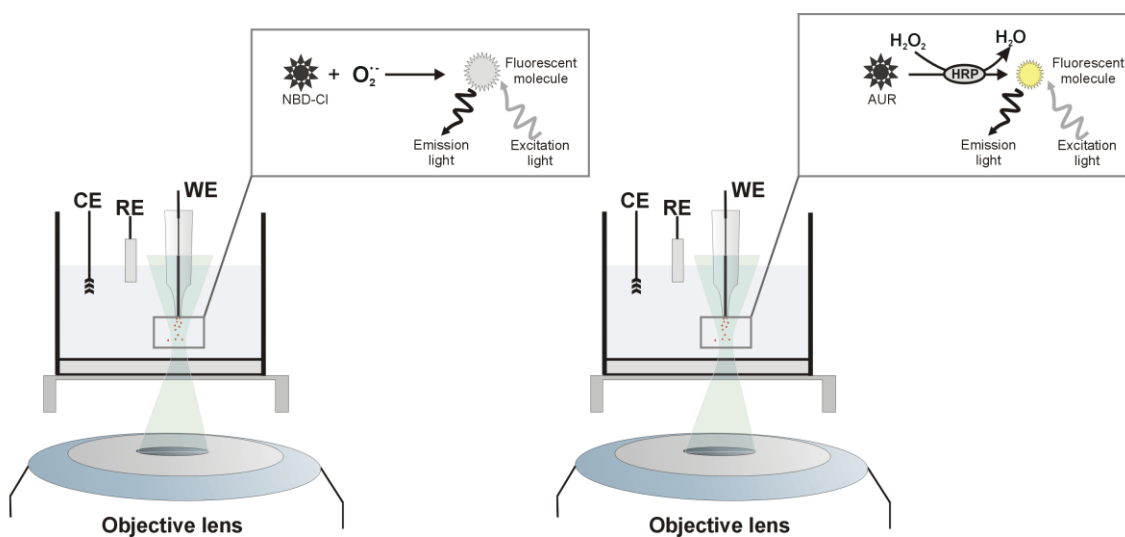 NBD-Cl
+
O₂˙⁻
Fluorescent
molecule
Emission
light
Excitation
light
CE
RE
WE
Objective lens
H₂O₂
H₂O
HRP
AUR
Fluorescent
molecule
Emission
light
Excitation
light
CE
RE
WE
Objective lens